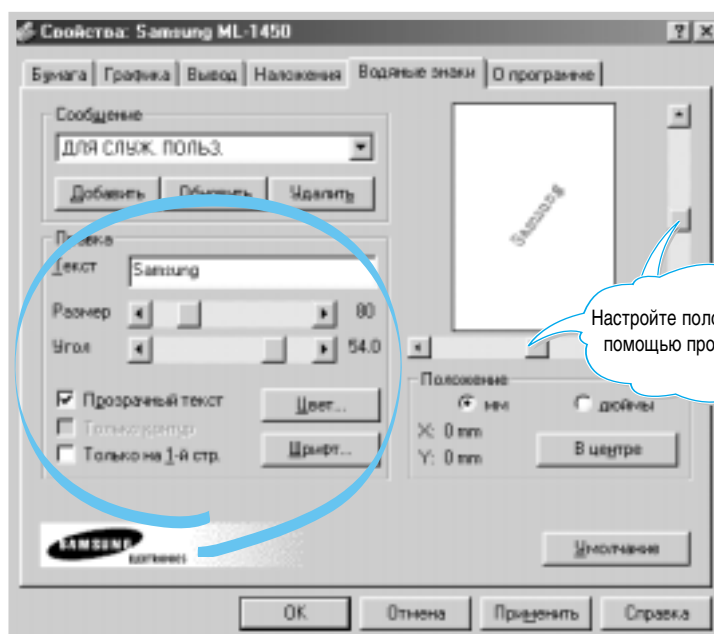 Свойства: Samsung ML-1450
Бумага Графика Вывод Наложения Водяные знаки О программе
Сообщение
ДЛЯ СЛУЖ. ПОЛЬЗ.
Добавить Обновить Удалить
Правка
Текст Samsung
Размер 80
Угол 54.0
Прозрачный текст Цвет...
Только контур
Только на 1-й стр. Шрифт...
Samsung
Настройте
помощью
Положение
мм дюймы
X: 0 mm
Y: 0 mm
В центре
SAMSUNG
ELECTRONICS
Умолчание
OK Отмена Применить Справка